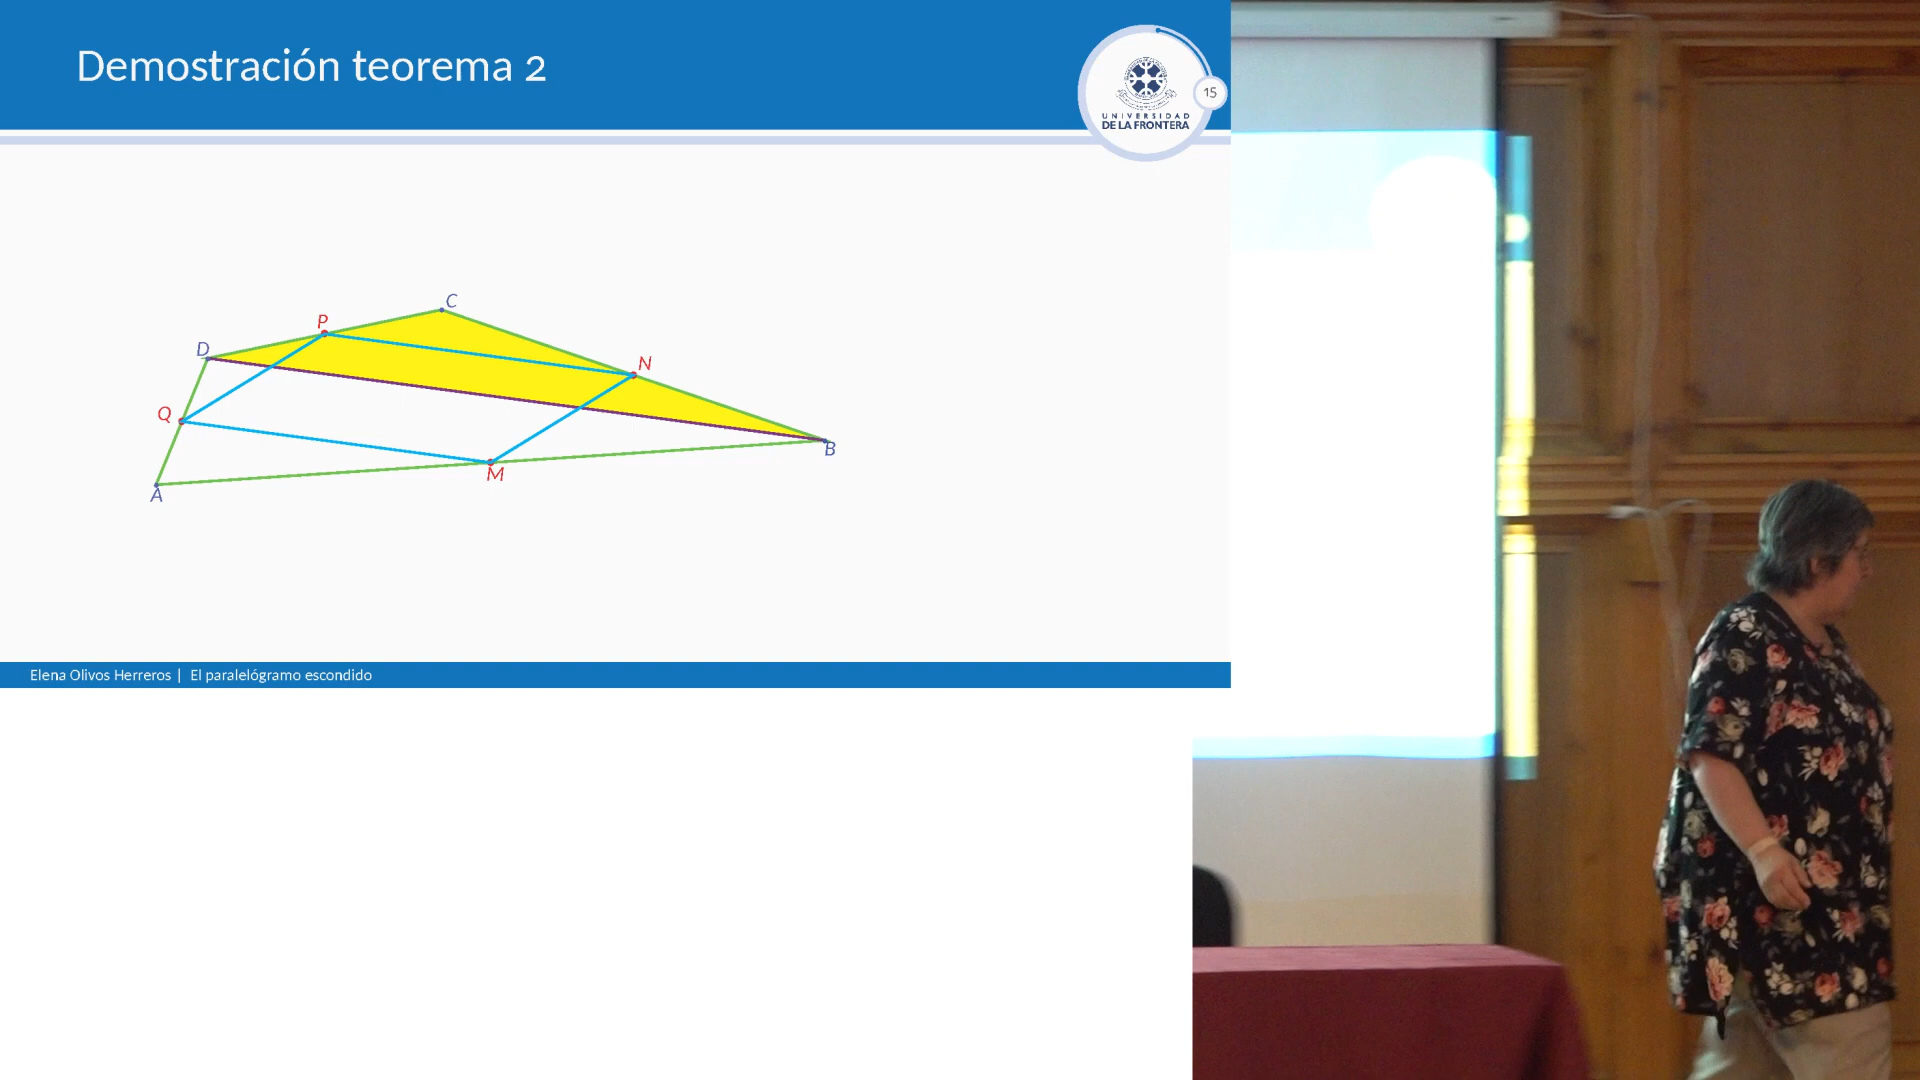 Demostración teorema 2
15
UNIVERSIDAD
DE LA FRONTERA
C
P
D
N
Q
B
M
A
Elena Olivos Herreros | El paralelógramo escondido